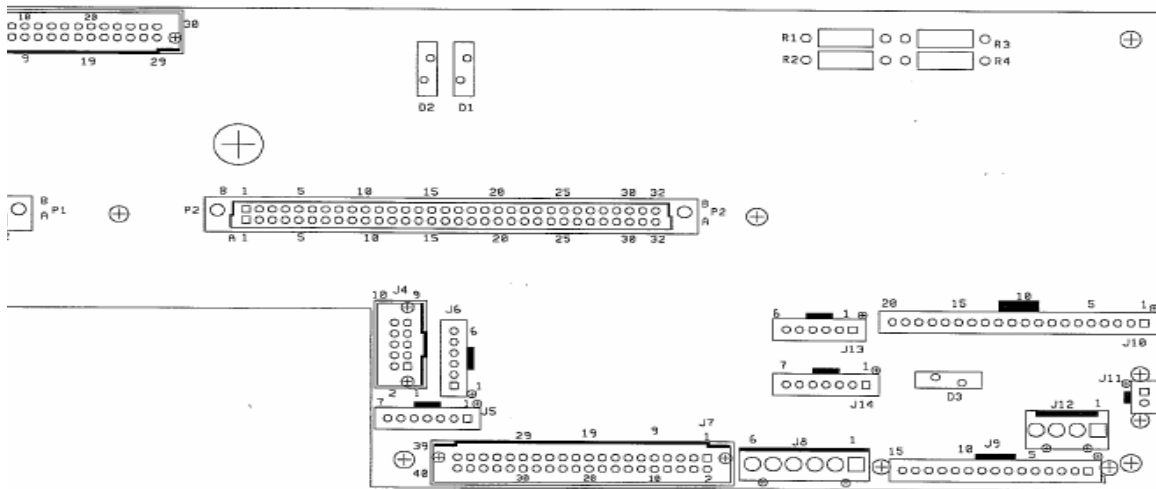 10 20 30
9 19 29
R1 R3
R2 R4
D2 D1
B 1 5 10 15 20 25 30 32
B P1 P2 B P2
A A
A 1 5 10 15 20 25 30 32
10 J4 9
J6
6
1
2 1
7 1 J5
6 1
J13
20 15 10 5 1
J10
7 1
J14
D3
J11
J12 1
J7
39 29 19 9 1
40 30 20 10 2
6 J8 1
15 10 J9 5